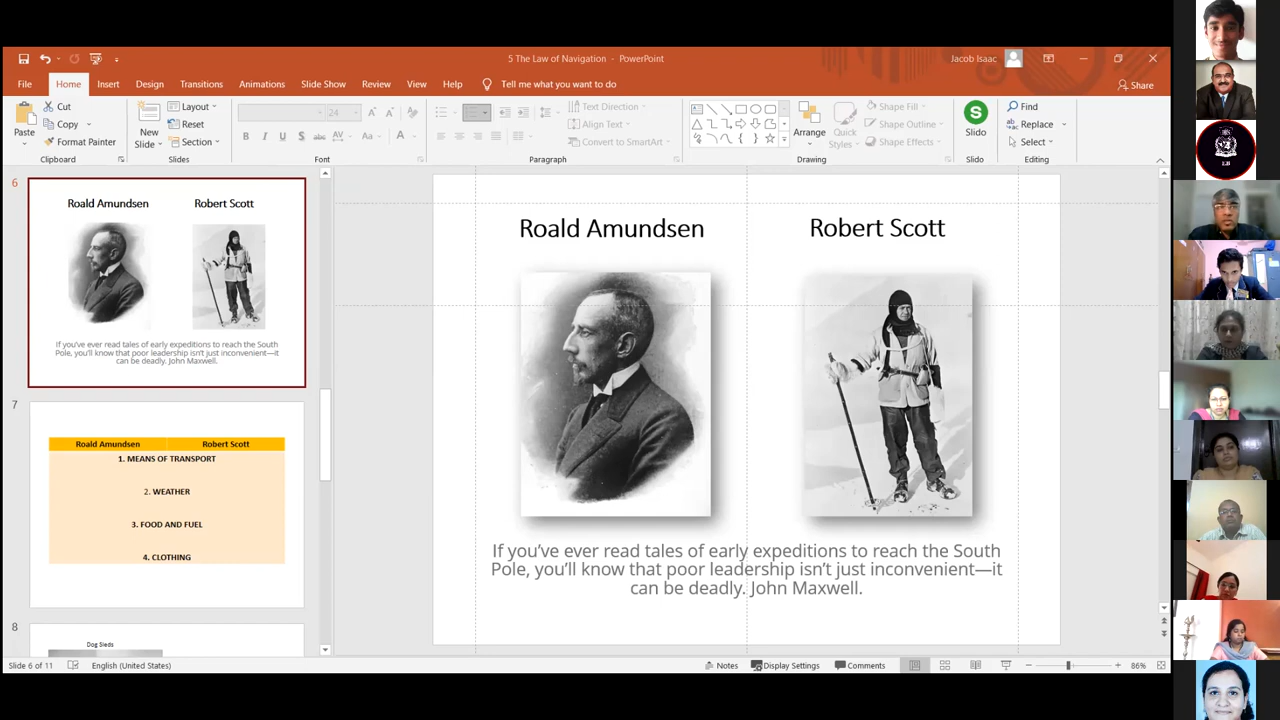 5 The Law of Navigation - PowerPoint
Jacob Isaac
File Home Insert Design Transitions Animations Slide Show Review View Help Tell me what you want to do
Share
Paste
Cut
Copy
Format Painter
Clipboard
New
Slide
Layout
Reset
Section
Slides
24
B I U S abc AV Aa A
Font
Text Direction
Align Text
Convert to SmartArt
Paragraph
Arrange
Quick
Styles
Shape Fill
Shape Outline
Shape Effects
Drawing
Slido
Slido
Find
Replace
Select
Editing
6
Roald Amundsen Robert Scott
If you've ever read tales of early expeditions to reach the South
Pole, you'll know that poor leadership isn't just inconvenient—it
can be deadly. John Maxwell.
7
Roald Amundsen Robert Scott
1. MEANS OF TRANSPORT
2. WEATHER
3. FOOD AND FUEL
4. CLOTHING
8
Dog Sleds
Roald Amundsen Robert Scott
If you've ever read tales of early expeditions to reach the South
Pole, you'll know that poor leadership isn't just inconvenient—it
can be deadly. John Maxwell.
Slide 6 of 11 English (United States) Notes Display Settings Comments 86%